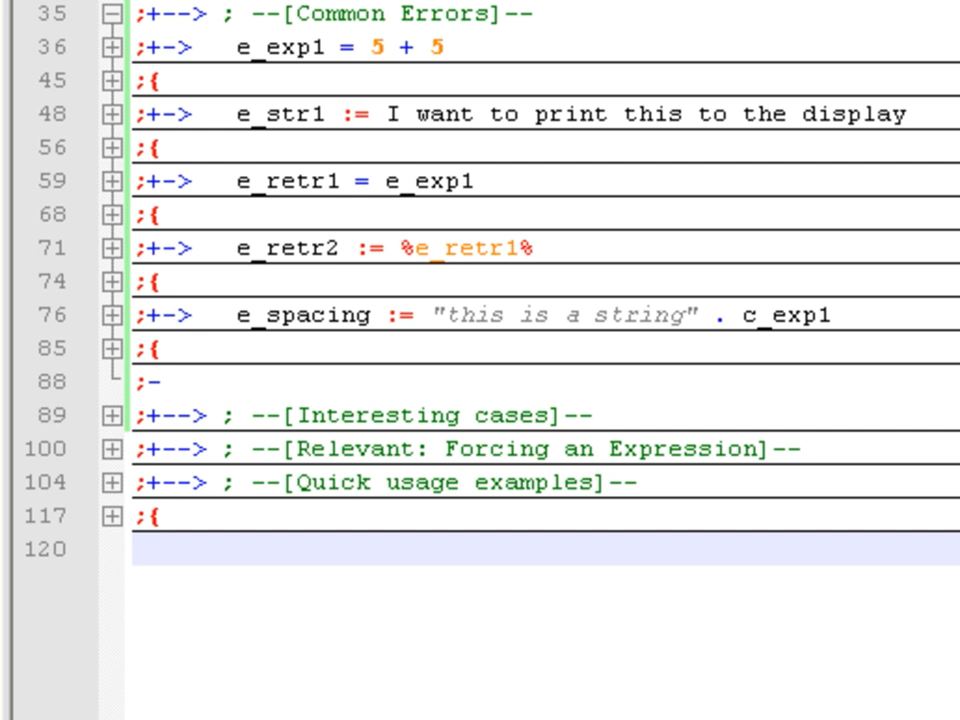 35 ;+--> ; --[Common Errors]--
36 ;+-> e_exp1 = 5 + 5
45 ;{
48 ;+-> e_str1 := I want to print this to the display
56 ;{
59 ;+-> e_retr1 = e_exp1
68 ;{
71 ;+-> e_retr2 := %e_retr1%
74 ;{
76 ;+-> e_spacing := "this is a string" . c_exp1
85 ;{
88 ;-
89 ;+--> ; --[Interesting cases]--
100 ;+--> ; --[Relevant: Forcing an Expression]--
104 ;+--> ; --[Quick usage examples]--
117 ;{
120